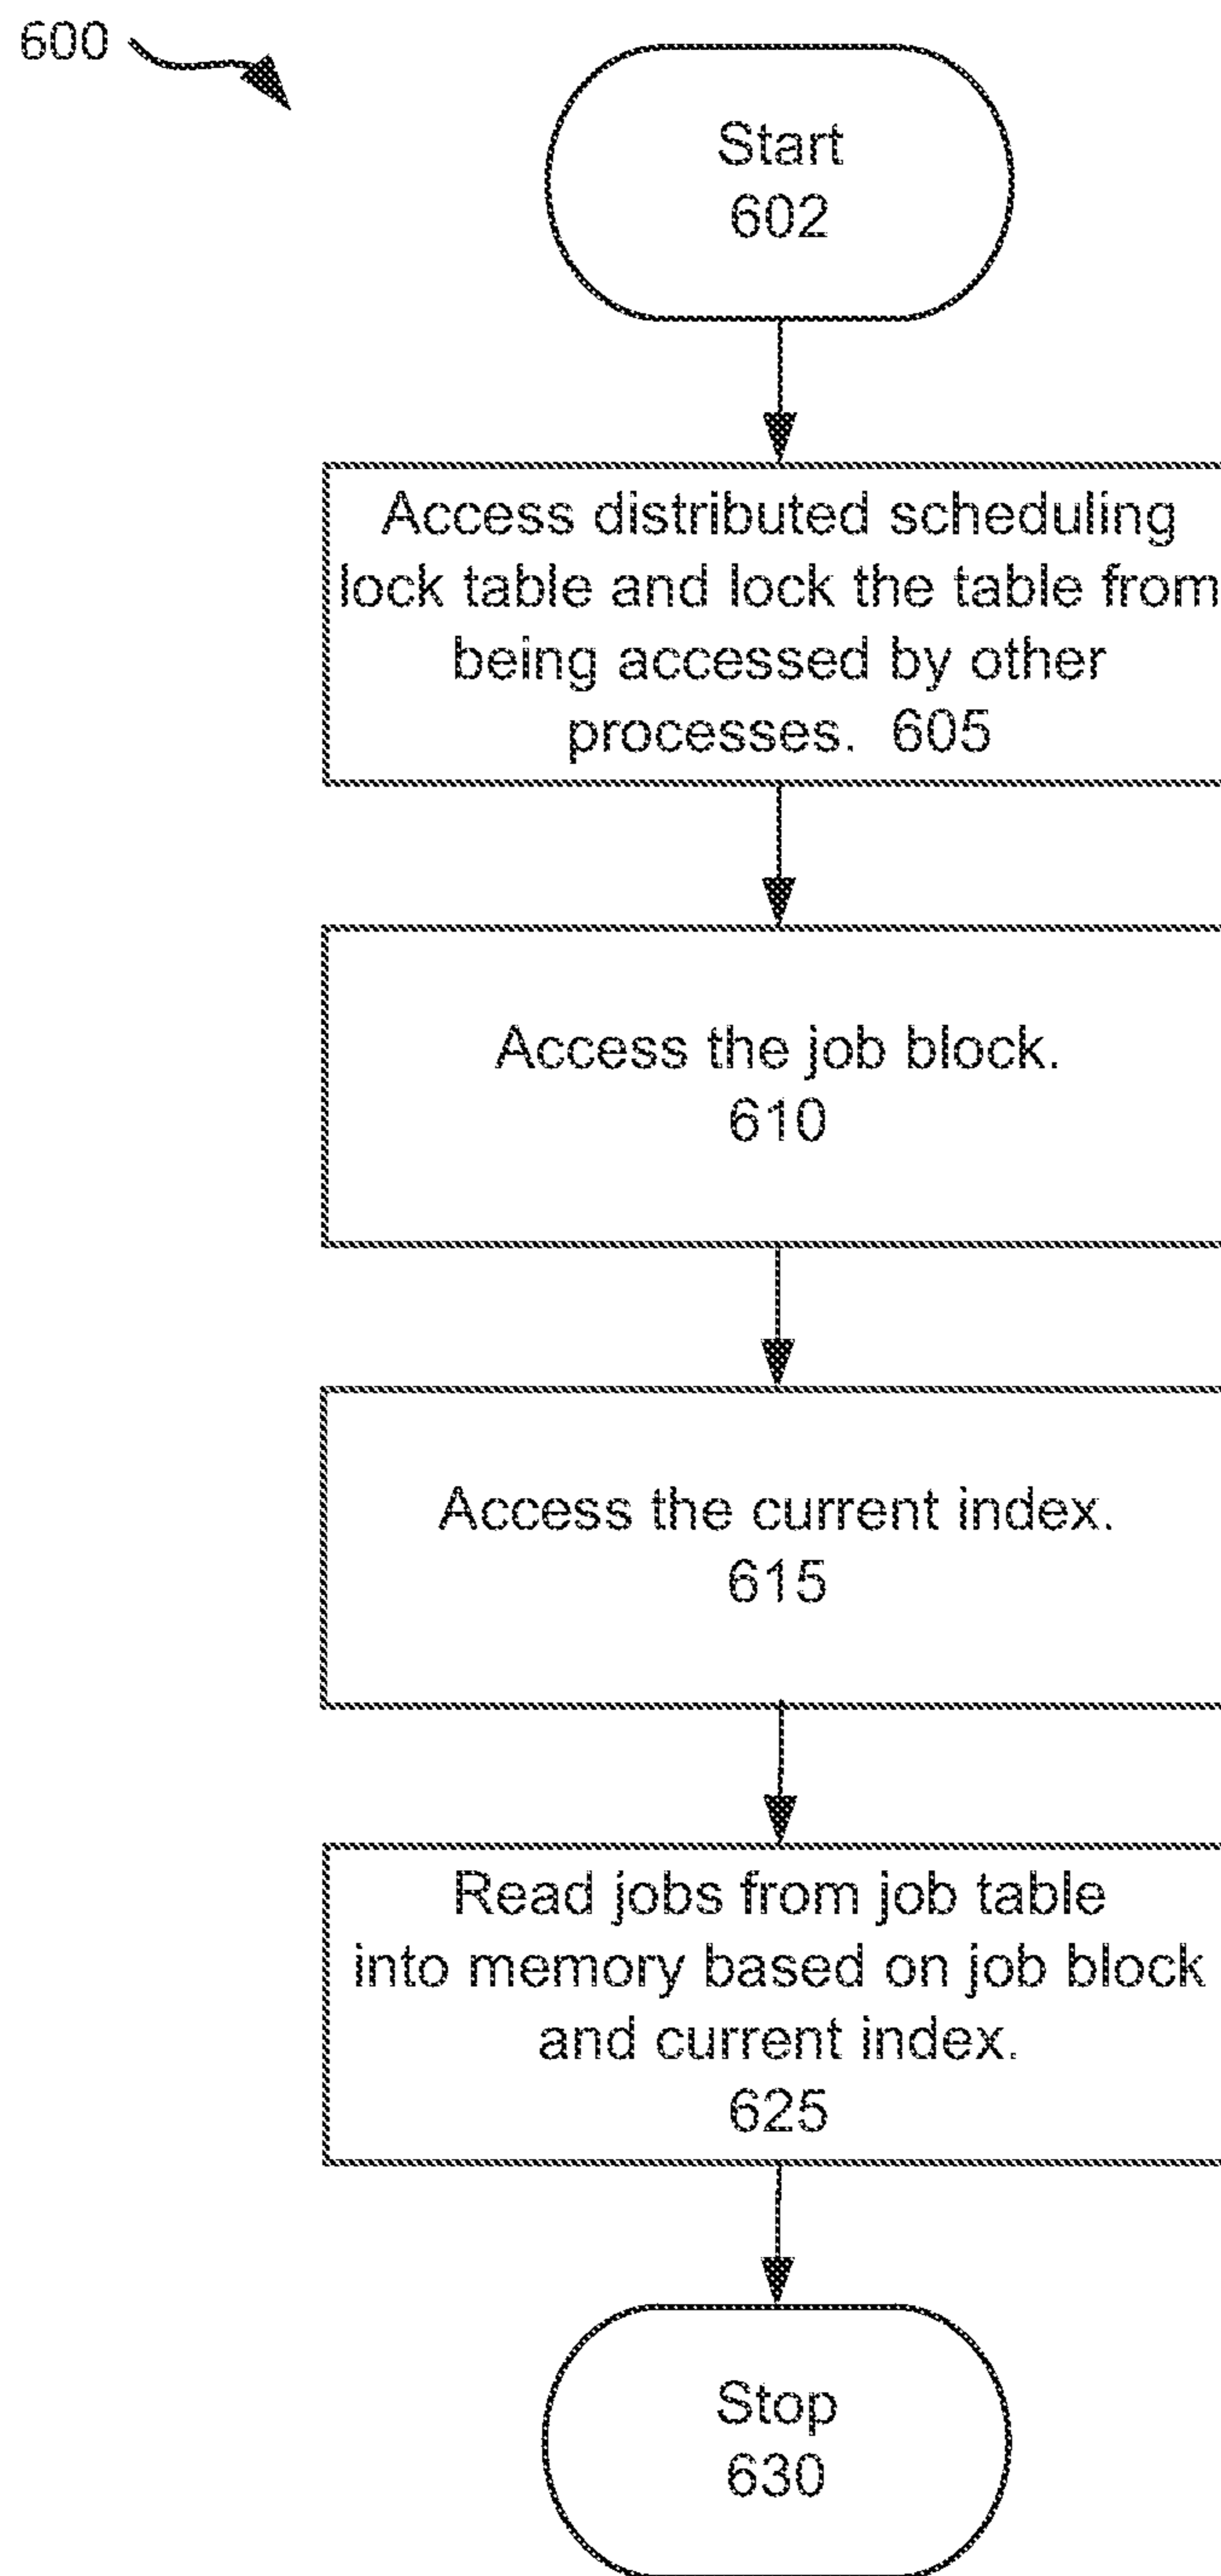 600
Start
602
Access distributed scheduling
lock table and lock the table from
being accessed by other
processes. 605
Access the job block.
610
Access the current index.
615
Read jobs from job table
into memory based on job block
and current index.
625
Stop
630